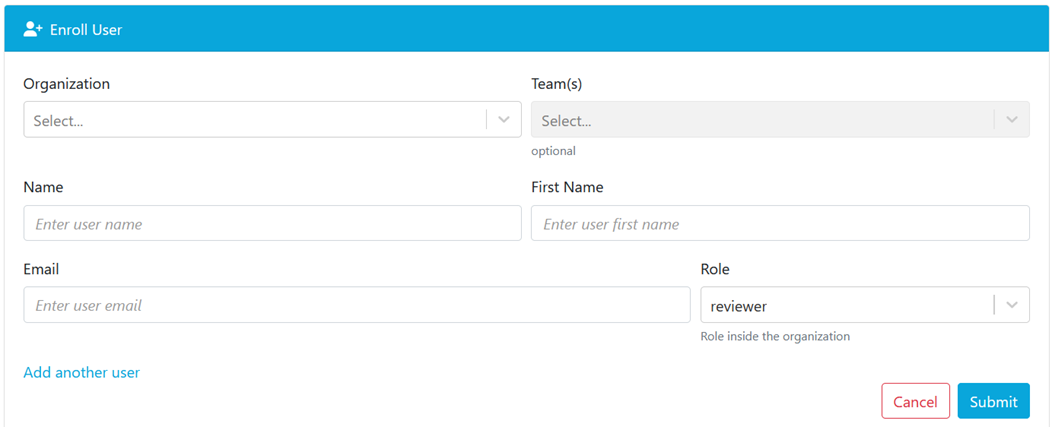 Enroll User
Organization
Team(s)
Select...
Select...
optional
Name
First Name
Enter user name
Enter user first name
Email
Role
Enter user email
reviewer
Role inside the organization
Add another user
Cancel
Submit